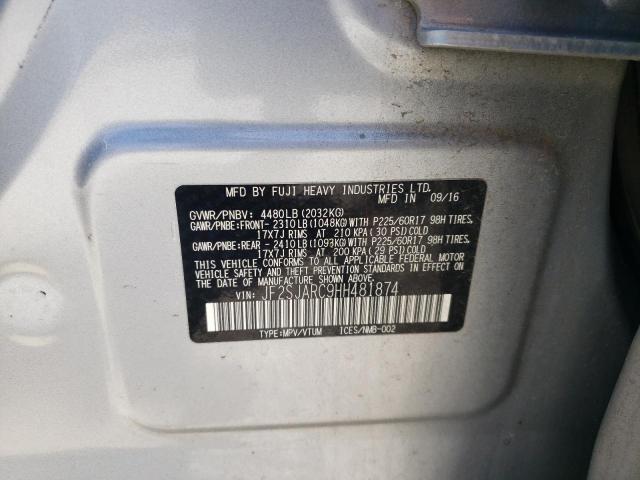 MFD BY FUJI HEAVY INDUSTRIES LTD.
MFD IN 09/16
GVWR/PNBV: 4480LB(2032KG)
GAWR/PNBE:FRONT- 2310LB(1048KG)WITH P225/60R17 98H TIRES,
17X7J RIMS AT 210 KPA(30 PSI)COLD
GAWR/PNBE:REAR - 2410LB(1093KG)WITH P225/60R17 98H TIRES,
17X7J RIMS AT 200 KPA(29 PSI)COLD
THIS VEHICLE CONFORMS TO ALL APPLICABLE FEDERAL MOTOR
VEHICLE SAFETY AND THEFT PREVENTION STANDARDS IN EFFECT ON
THE DATE OF MANUFACTURE SHOWN ABOVE.
VIN: JF2SJARC9HH481874
TYPE:MPV/VTUM ICES/NMB-002